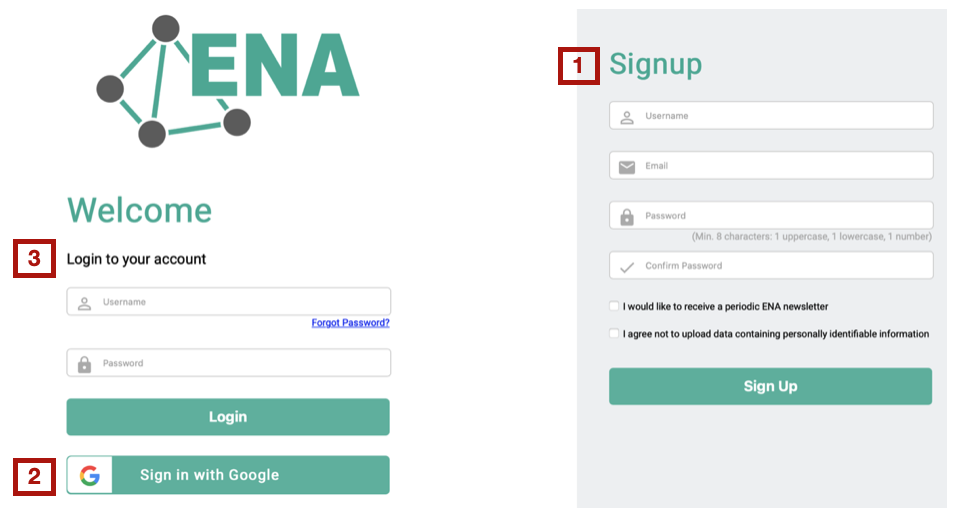 ENA
Welcome
3
Login to your account
Username
Forgot Password?
Password
Login
2
Sign in with Google
1
Signup
Username
Email
Password
(Min. 8 characters: 1 uppercase, 1 lowercase, 1 number)
Confirm Password
I would like to receive a periodic ENA newsletter
I agree not to upload data containing personally identifiable information
Sign Up